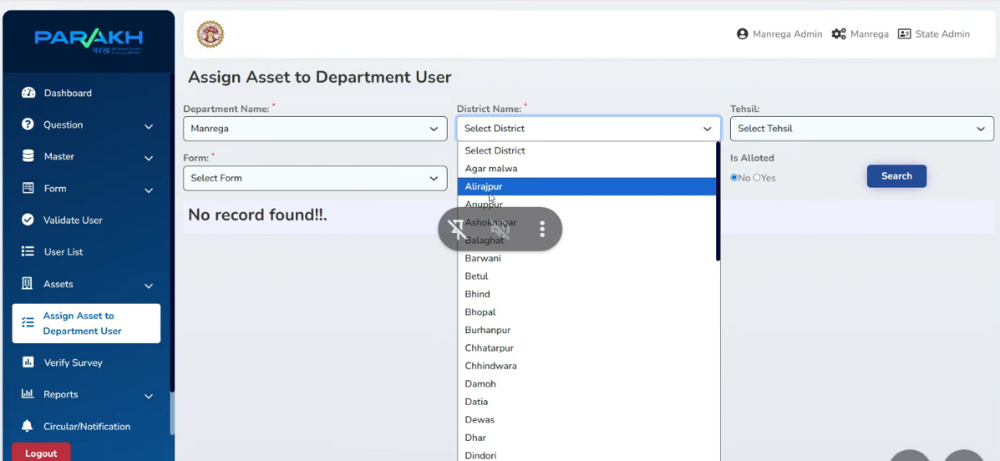 PARAKH
परख
Manrega Admin
Manrega
State Admin
Dashboard
Question
Master
Form
Validate User
User List
Assets
Assign Asset to
Department User
Verify Survey
Reports
Circular/Notification
Logout
Assign Asset to Department User
Department Name: *
Manrega
District Name: *
Select District
Tehsil:
Select Tehsil
Form: *
Select Form
Is Alloted
No Yes
Search
No record found!!.
Select District
Agar malwa
Alirajpur
Anuppur
Ashoknagar
Balaghat
Barwani
Betul
Bhind
Bhopal
Burhanpur
Chhatarpur
Chhindwara
Damoh
Datia
Dewas
Dhar
Dindori